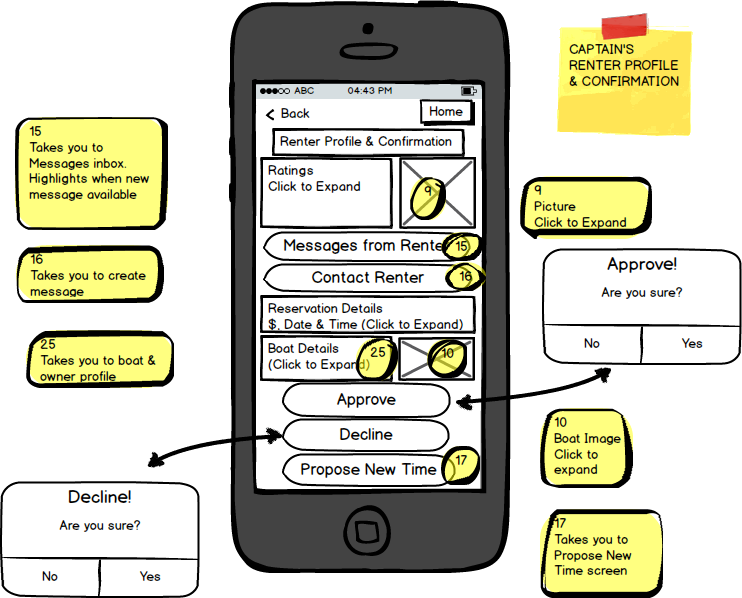 CAPTAIN'S
RENTER PROFILE
& CONFIRMATION
ABC 04:43 PM
Back
Home
Renter Profile & Confirmation
Ratings
Click to Expand
9
Messages from Rente
15
Contact Renter
16
Reservation Details
$, Date & Time (Click to Expand)
Boat Details
(Click to Expand)
25
10
Approve
Decline
Propose New Time
17
15
Takes you to
Messages inbox.
Highlights when new
message available
16
Takes you to create
message
25
Takes you to boat &
owner profile
Decline!
Are you sure?
No Yes
9
Picture
Click to Expand
Approve!
Are you sure?
No Yes
10
Boat Image
Click to
expand
17
Takes you to
Propose New
Time screen